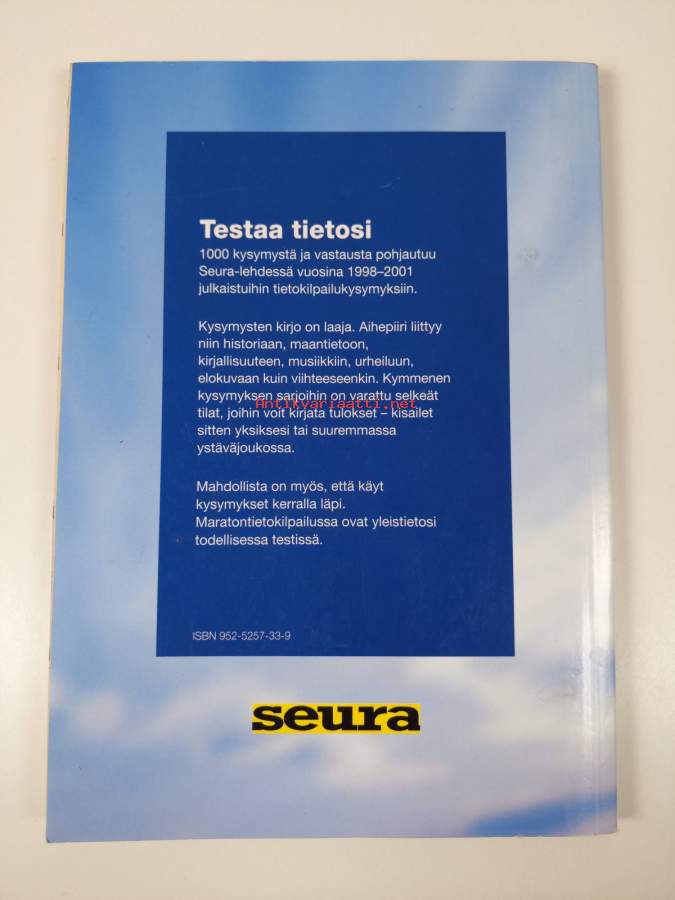 Testaa tietosi
1000 kysymystä ja vastausta pohjautuu
Seura-lehdessä vuosina 1998–2001
julkaistuihin tietokilpailukysymyksiin.
Kysymysten kirjo on laaja. Aihepiiri liittyy
niin historiaan, maantietoon,
kirjallisuuteen, musiikkiin, urheiluun,
elokuvaan kuin viihteeseenkin. Kymmenen
kysymyksen sarjoihin on varattu selkeät
Antikvariaatti.net
tilat, joihin voit kirjata tulokset – kisailet
sitten yksiksesi tai suuremmassa
ystäväjoukossa.
Mahdollista on myös, että käyt
kysymykset kerralla läpi.
Maratontietokilpailussa ovat yleistietosi
todellisessa testissä.
ISBN 952-5257-33-9
seura